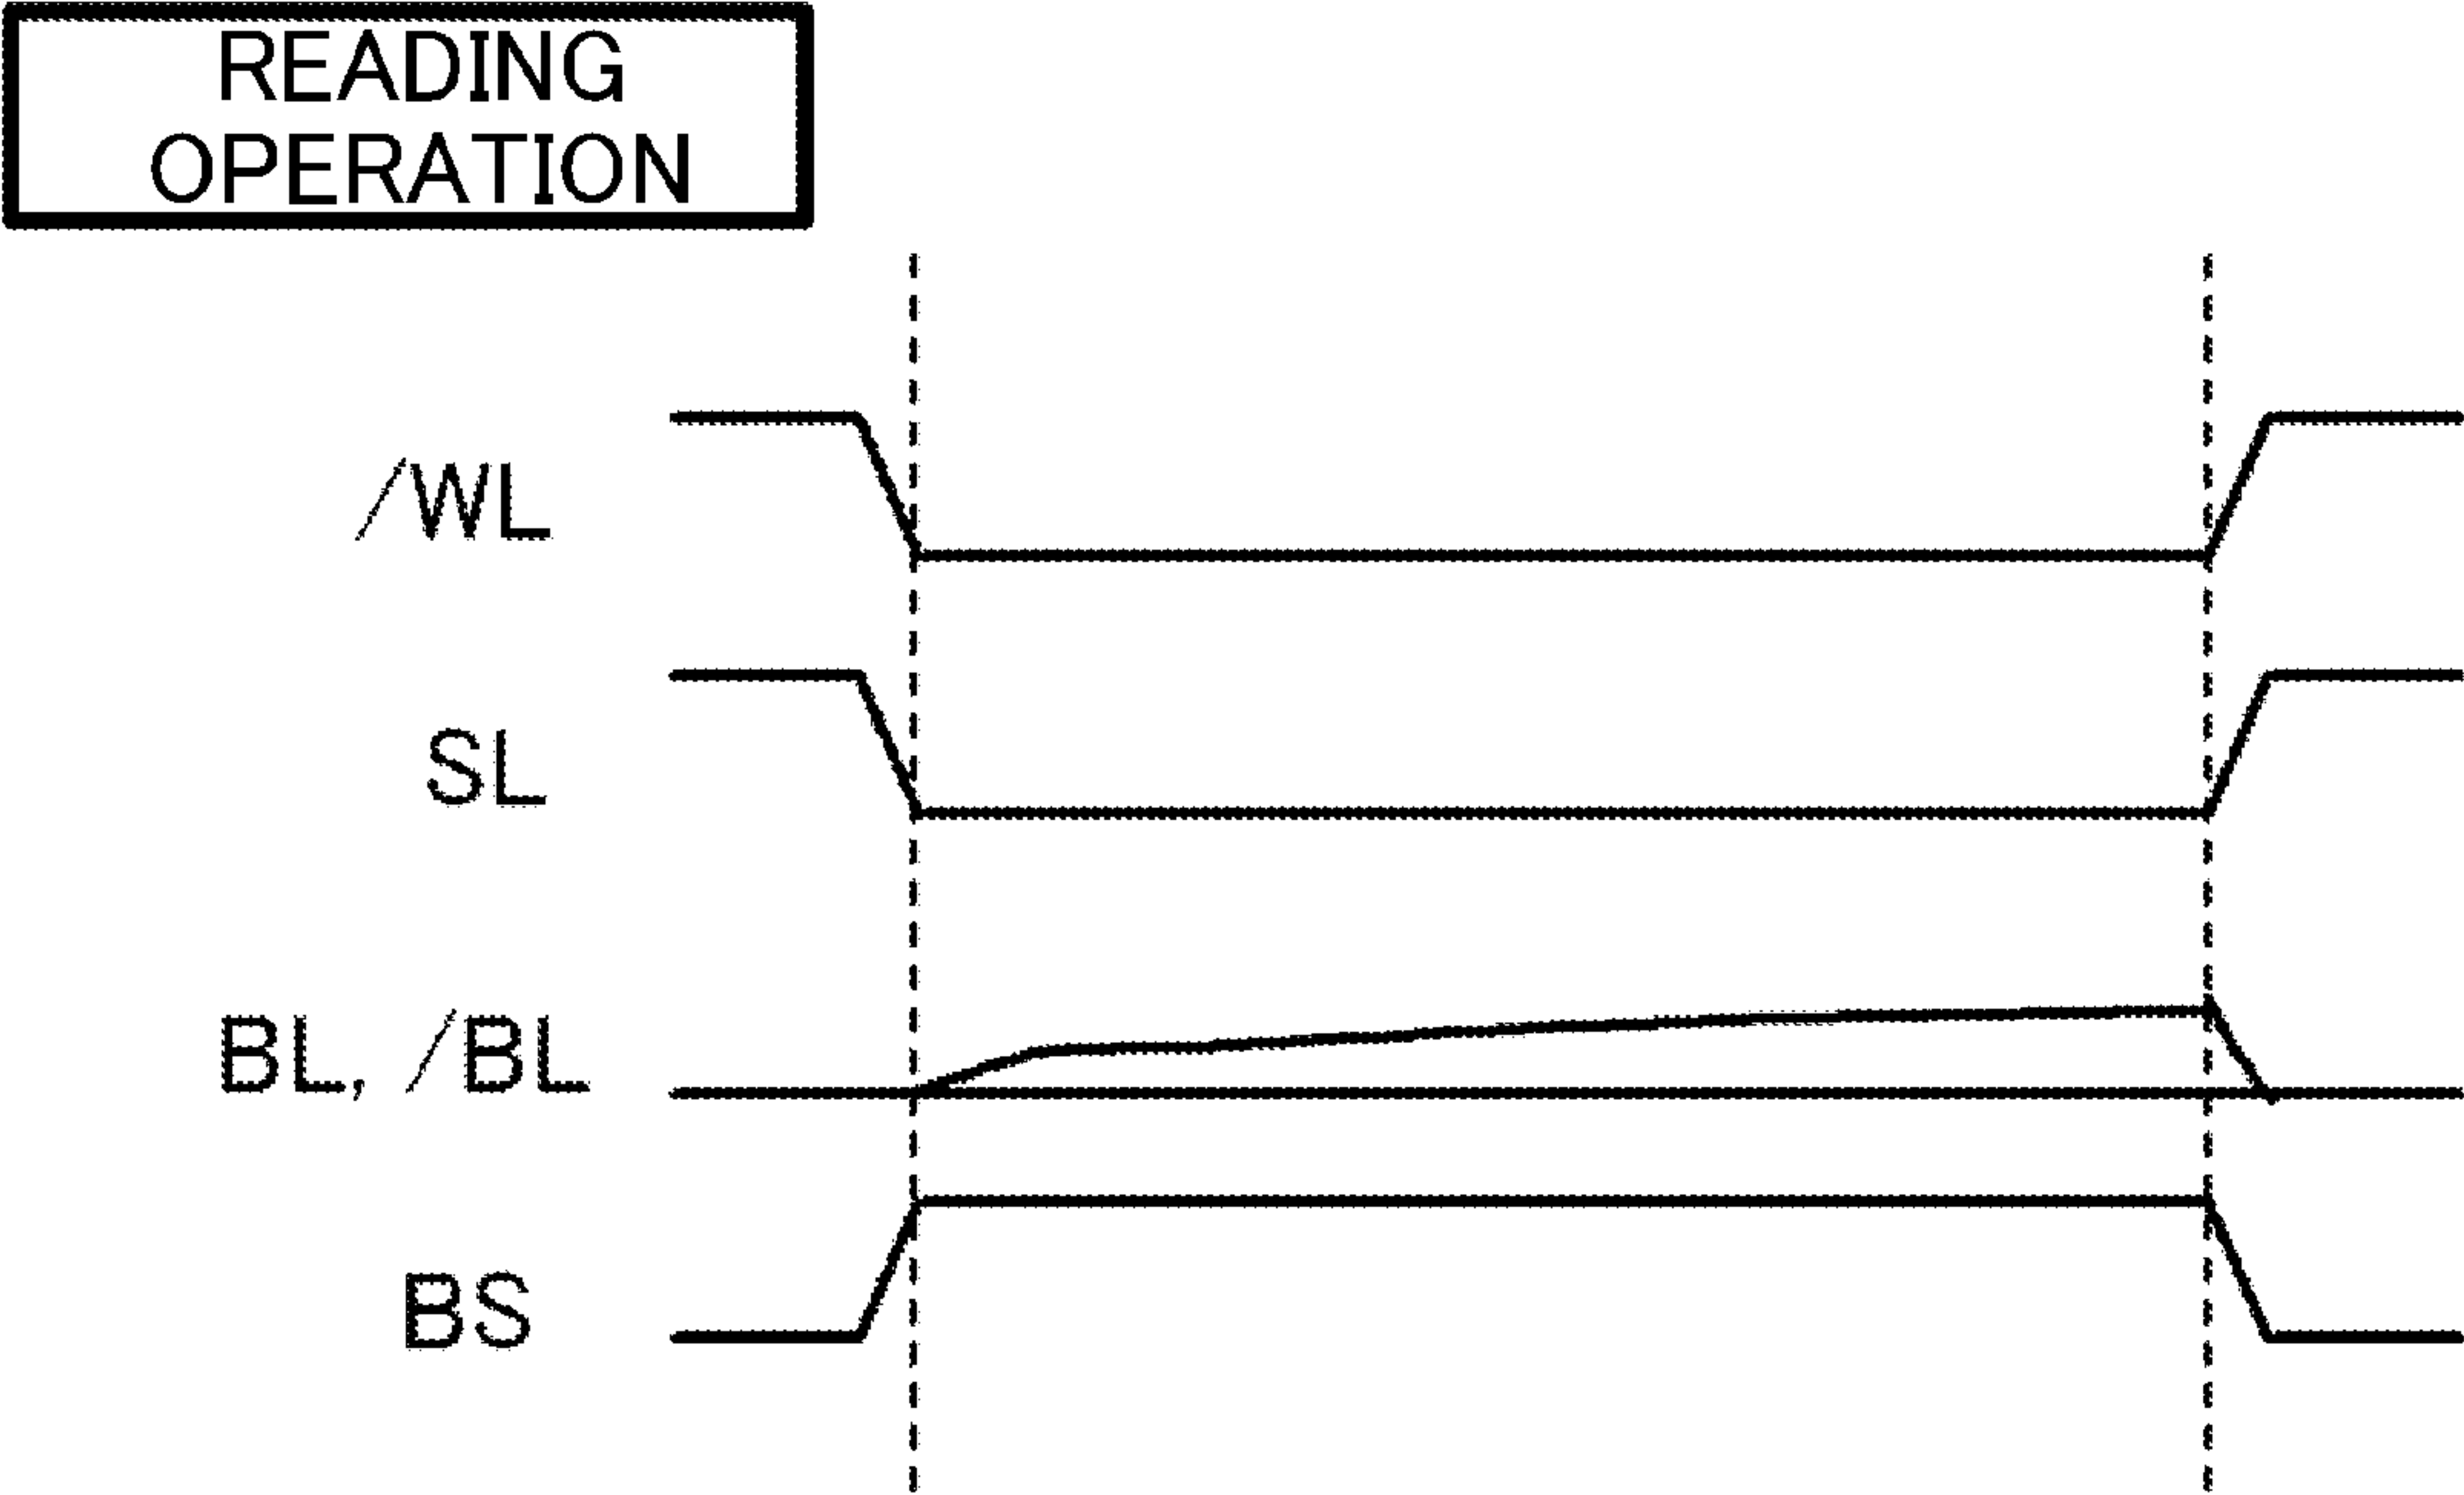 READING
OPERATION
/WL
SL
BL, /BL
BS